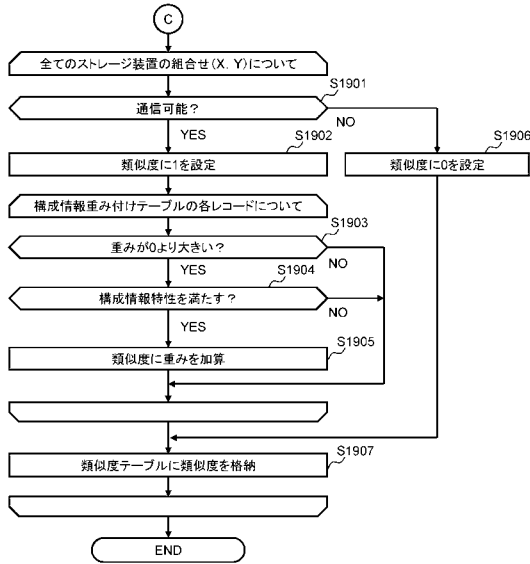 C
全てのストレージ装置の組合せ(X, Y)について
S1901
通信可能?
NO
YES
S1902
S1906
類似度に1を設定
類似度に0を設定
構成情報重み付けテーブルの各レコードについて
S1903
重みが0より大きい?
NO
YES
S1904
構成情報特性を満たす?
NO
YES
S1905
類似度に重みを加算
S1907
類似度テーブルに類似度を格納
END